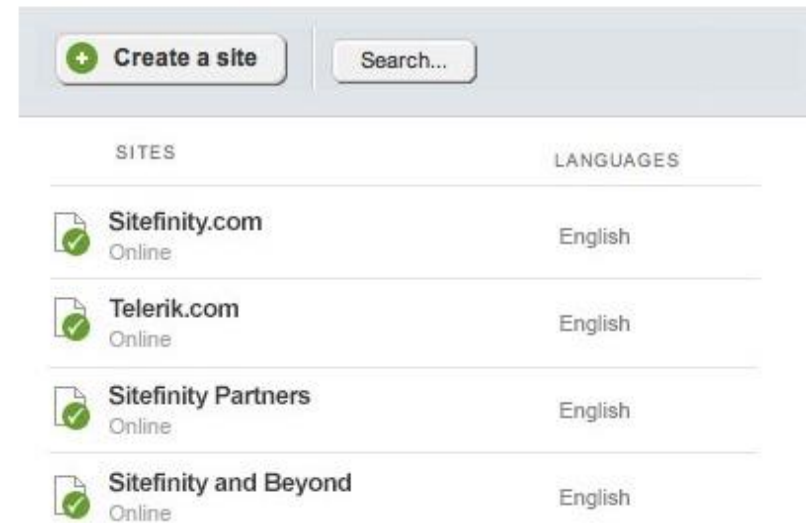 Create a site
Search...
SITES
LANGUAGES
Sitefinity.com
Online
English
Telerik.com
Online
English
Sitefinity Partners
Online
English
Sitefinity and Beyond
Online
English